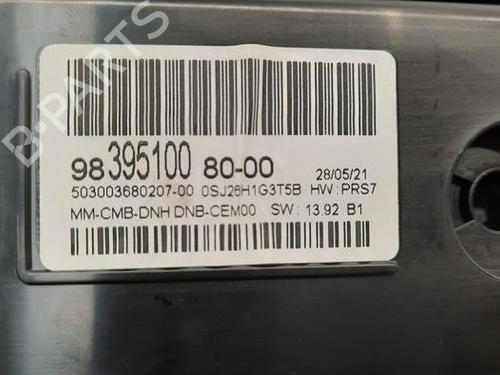 B-PARTS
98 395100 80-00
28/05/21
503003680207-00 0SJ26H1G3T5B HW: PRS7
MM-CMB-DNH DNB-CEM00 SW : 13.92 B1